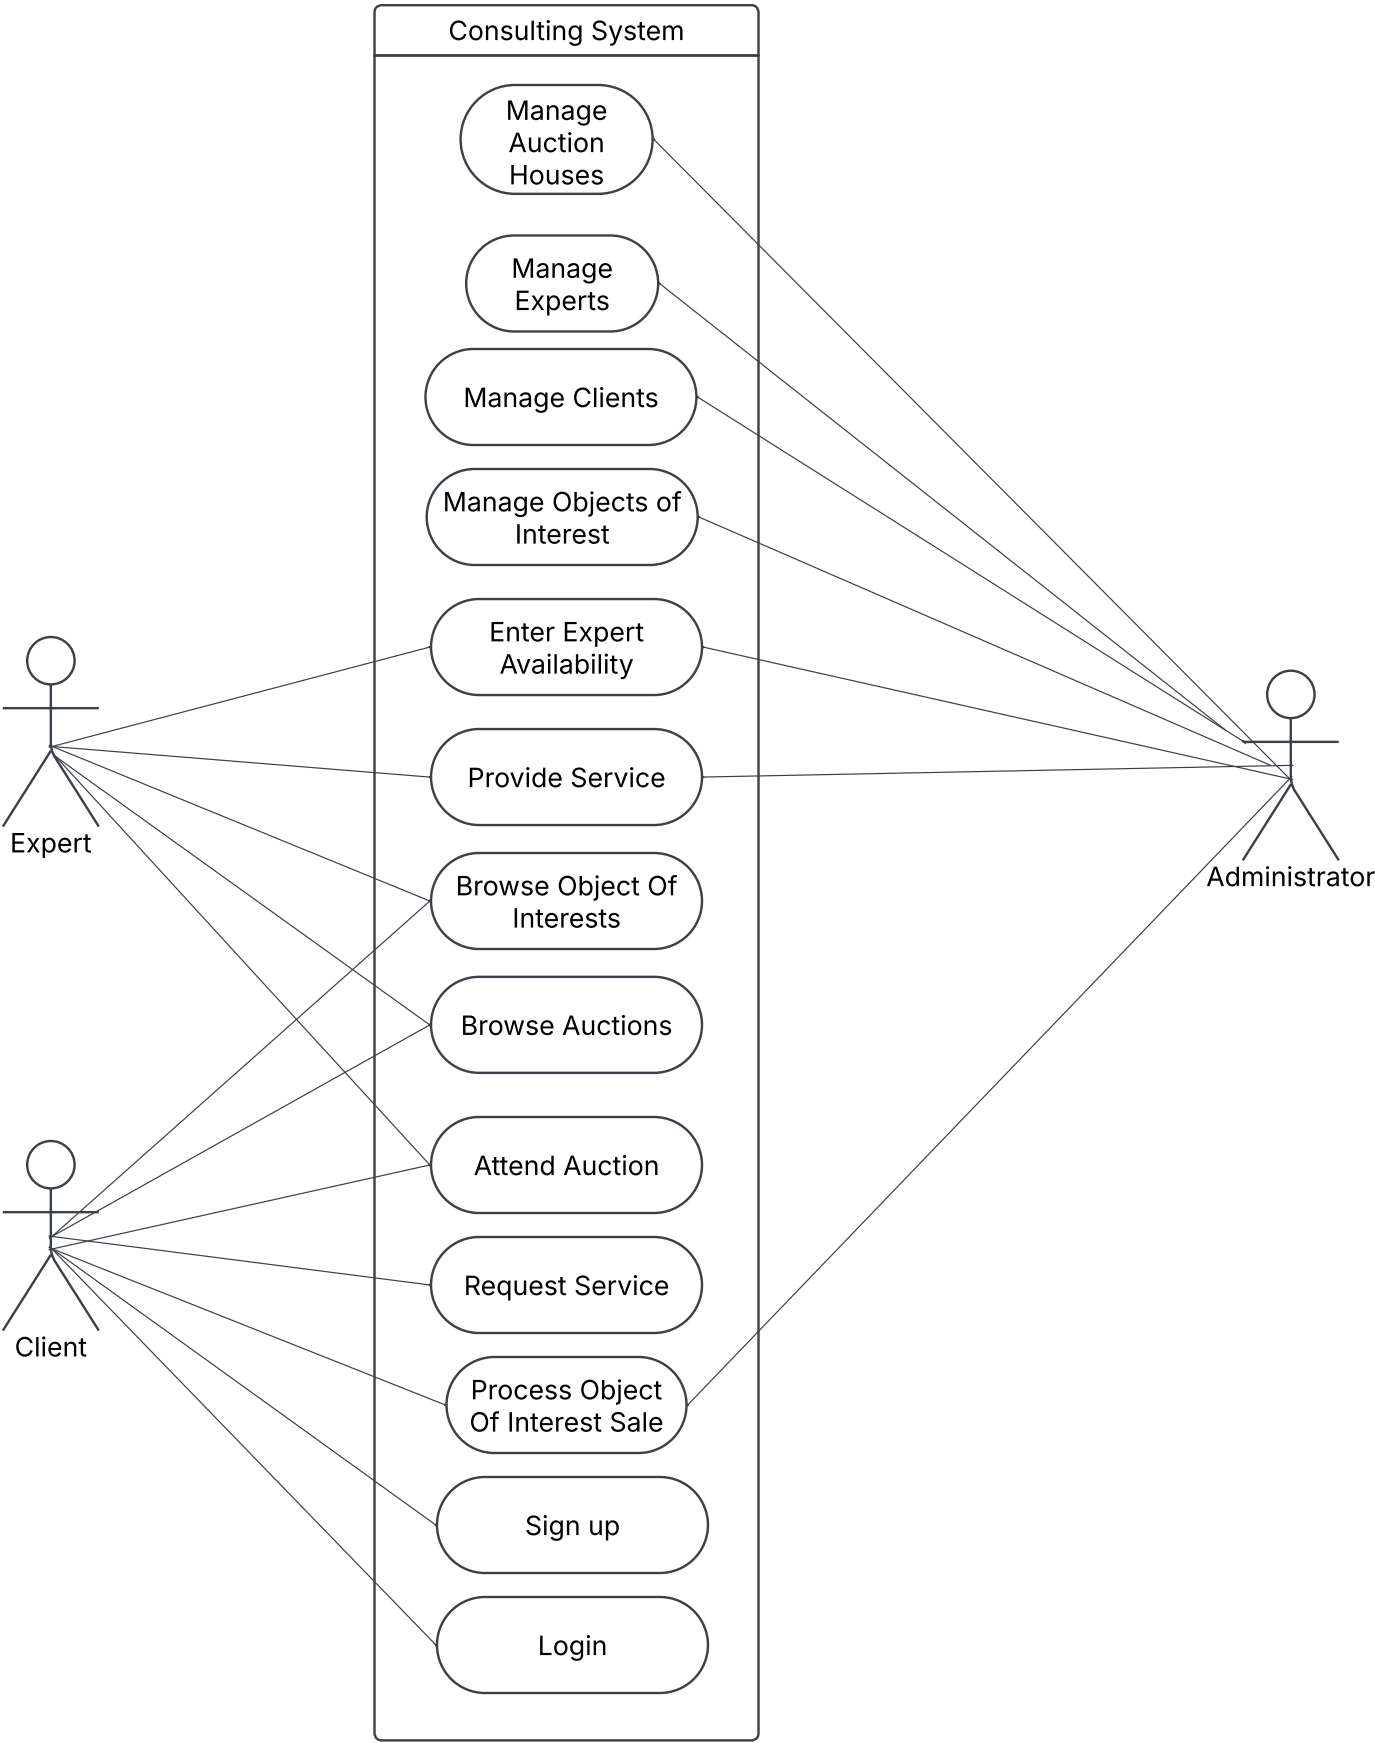 Consulting System
Manage
Auction
Houses
Manage
Experts
Manage Clients
Manage Objects of
Interest
Enter Expert
Availability
Provide Service
Browse Object Of
Interests
Browse Auctions
Attend Auction
Request Service
Process Object
Of Interest Sale
Sign up
Login
Expert
Client
Administrator